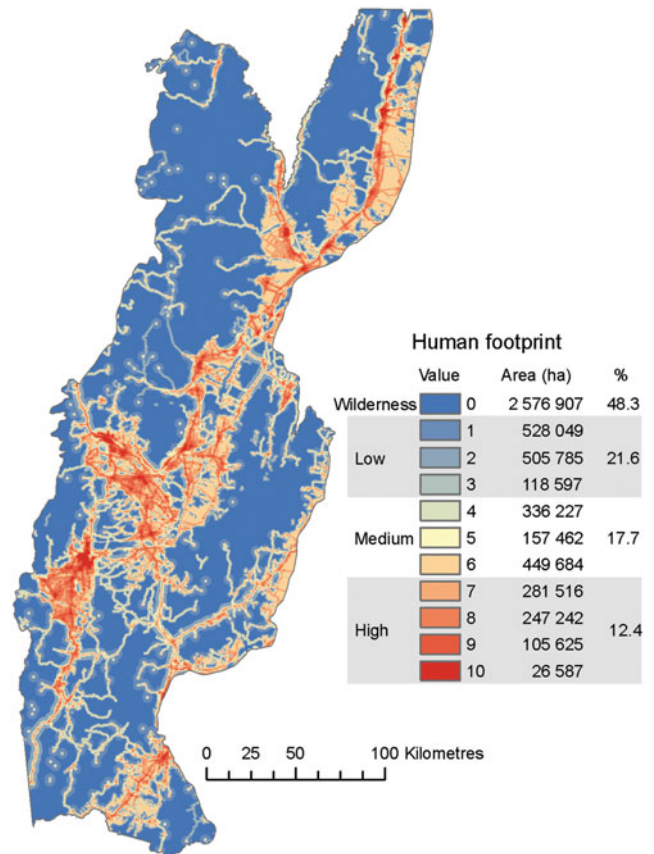 Human footprint
Value Area (ha) %
Wilderness 0 2 576 907 48.3
1 528 049
Low 2 505 785 21.6
3 118 597
4 336 227
Medium 5 157 462 17.7
6 449 684
7 281 516
8 247 242
High 12.4
9 105 625
10 26 587
0 25 50 100 Kilometres